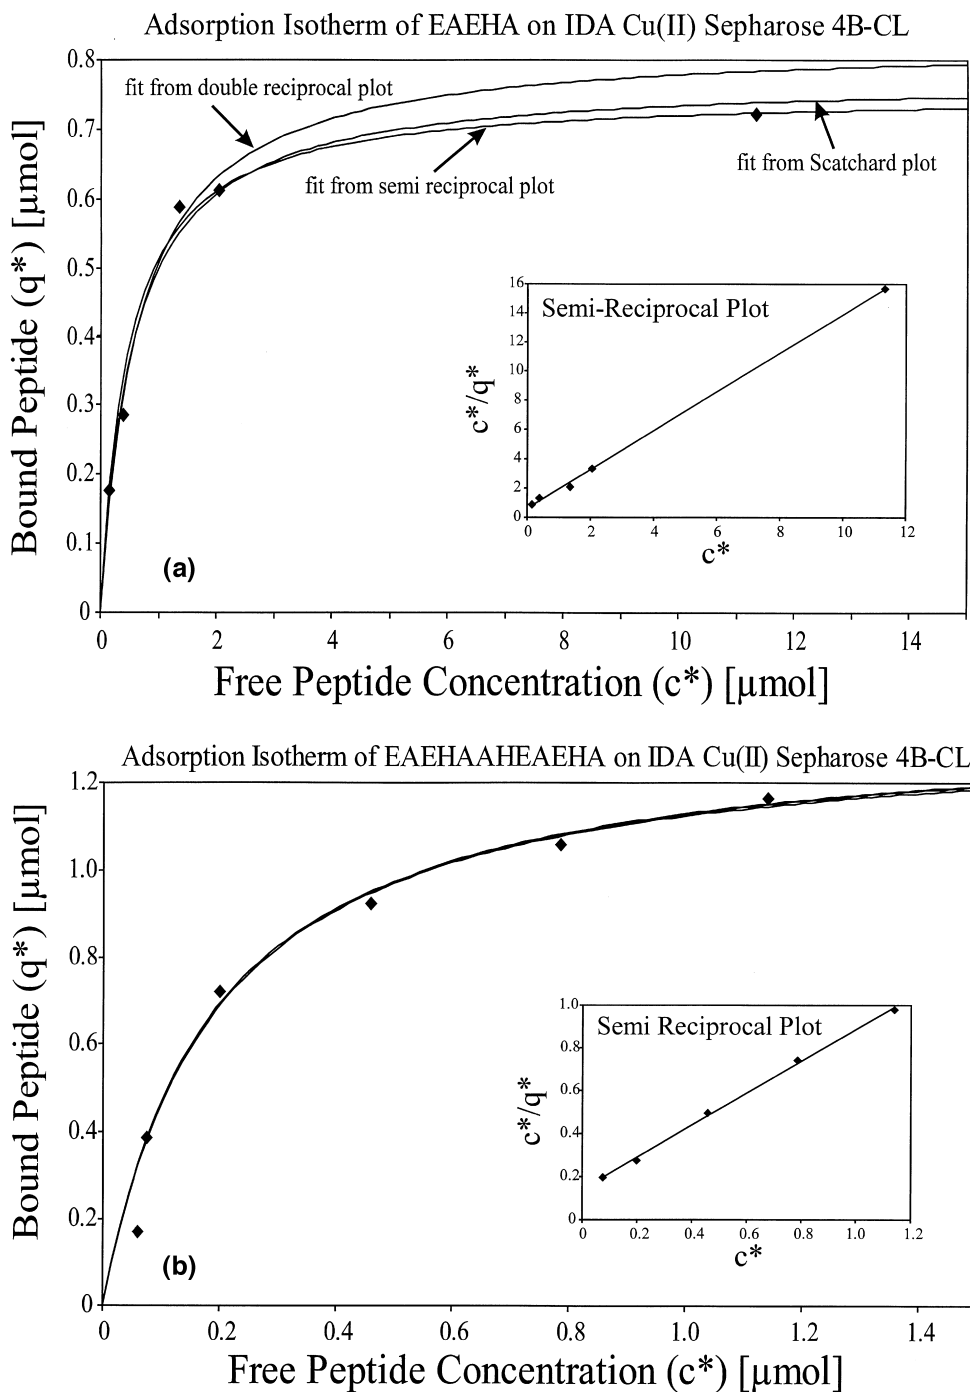 Adsorption Isotherm of EAEHA on IDA Cu(II) Sepharose 4B-CL
0.8
0.7
0.6
0.5
0.4
0.3
0.2
0.1
0
Bound Peptide (q*) [µmol]
fit from double reciprocal plot
fit from semi reciprocal plot
fit from Scatchard plot
Semi-Reciprocal Plot
16
14
12
10
8
6
4
2
0
c*/q*
0 2 4 6 8 10 12
c*
(a)
0 2 4 6 8 10 12 14
Free Peptide Concentration (c*) [µmol]
Adsorption Isotherm of EAEHAAHEAEHA on IDA Cu(II) Sepharose 4B-CL
1.2
1.0
0.8
0.6
0.4
0.2
0
Bound Peptide (q*) [µmol]
Semi Reciprocal Plot
1.0
0.8
0.6
0.4
0.2
0
c*/q*
0 0.2 0.4 0.6 0.8 1.0 1.2
c*
(b)
0 0.2 0.4 0.6 0.8 1.0 1.2 1.4
Free Peptide Concentration (c*) [µmol]